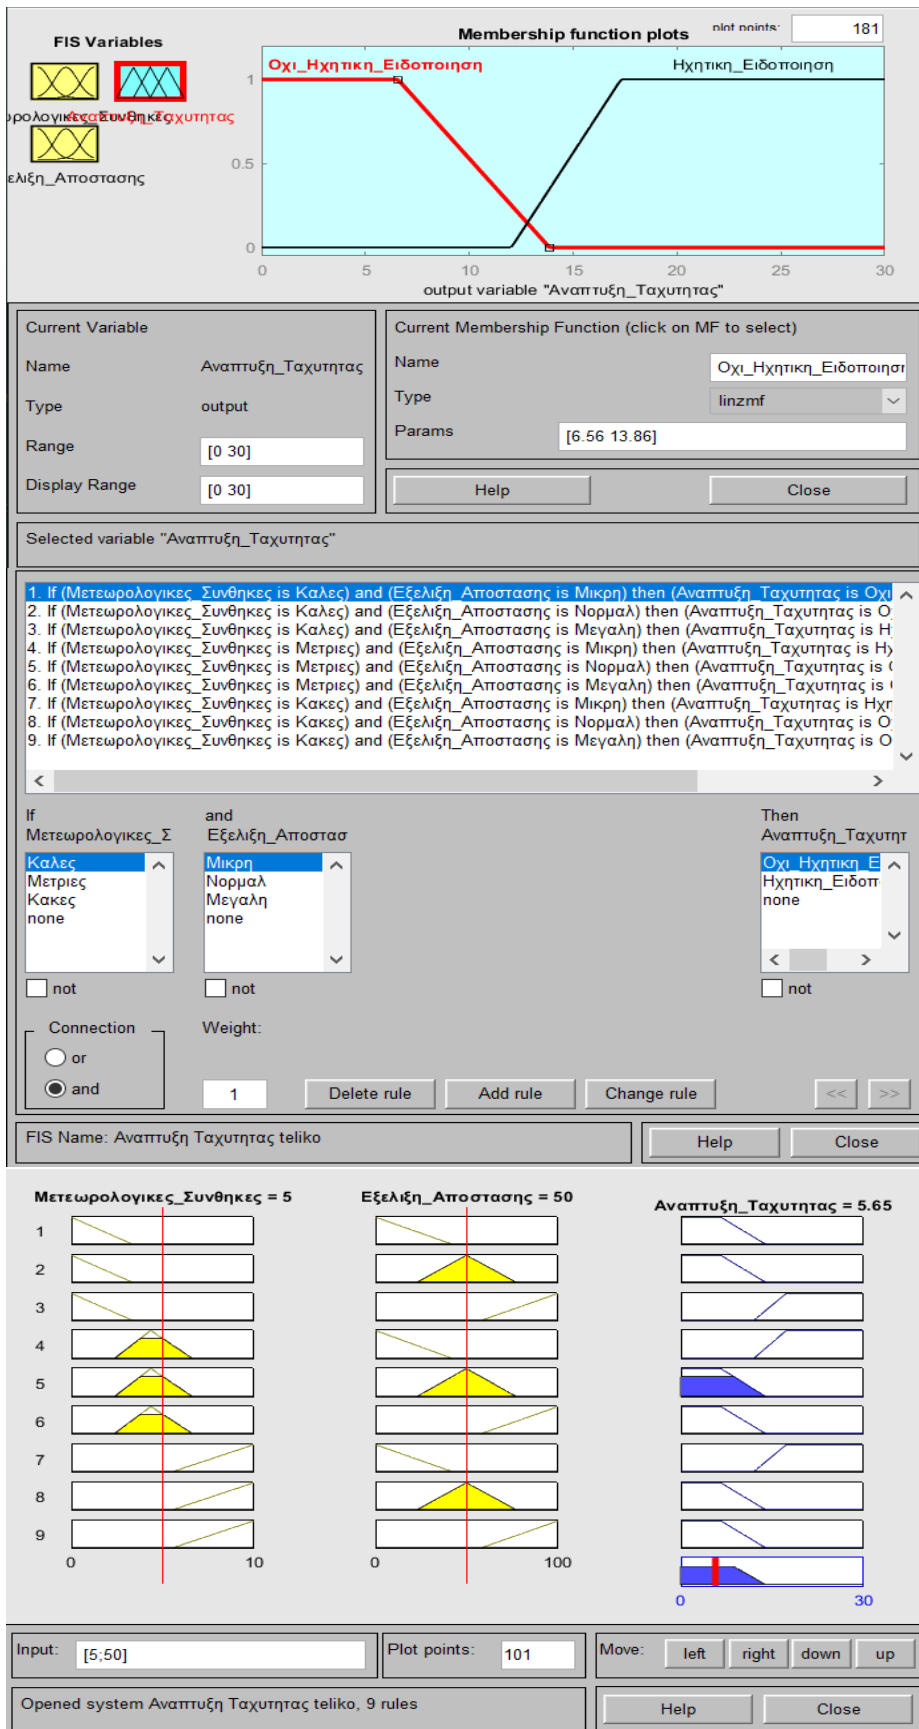 FIS Variables
Membership function plots
plot points:
181
ρολογικες_Συνθηκες
Αναπτυξη_Ταχυτητας
ελιξη_Αποστασης
Οχι_Ηχητικη_Ειδοποιηση
Ηχητικη_Ειδοποιηση
1
0.5
0
0 5 10 15 20 25 30
output variable "Αναπτυξη_Ταχυτητας"
Current Variable
Name Αναπτυξη_Ταχυτητας
Type output
Range [0 30]
Display Range [0 30]
Current Membership Function (click on MF to select)
Name Οχι_Ηχητικη_Ειδοποιησ
Type linzmf
Params [6.56 13.86]
Help Close
Selected variable "Αναπτυξη_Ταχυτητας"
1. If (Μετεωρολογικες_Συνθηκες is Καλες) and (Εξελιξη_Αποστασης is Μικρη) then (Αναπτυξη_Ταχυτητας is Οχι
2. If (Μετεωρολογικες_Συνθηκες is Καλες) and (Εξελιξη_Αποστασης is Νορμαλ) then (Αναπτυξη_Ταχυτητας is Ο
3. If (Μετεωρολογικες_Συνθηκες is Καλες) and (Εξελιξη_Αποστασης is Μεγαλη) then (Αναπτυξη_Ταχυτητας is Η
4. If (Μετεωρολογικες_Συνθηκες is Μετριες) and (Εξελιξη_Αποστασης is Μικρη) then (Αναπτυξη_Ταχυτητας is Ηχ
5. If (Μετεωρολογικες_Συνθηκες is Μετριες) and (Εξελιξη_Αποστασης is Νορμαλ) then (Αναπτυξη_Ταχυτητας is
6. If (Μετεωρολογικες_Συνθηκες is Μετριες) and (Εξελιξη_Αποστασης is Μεγαλη) then (Αναπτυξη_Ταχυτητας is
7. If (Μετεωρολογικες_Συνθηκες is Κακες) and (Εξελιξη_Αποστασης is Μικρη) then (Αναπτυξη_Ταχυτητας is Ηχη
8. If (Μετεωρολογικες_Συνθηκες is Κακες) and (Εξελιξη_Αποστασης is Νορμαλ) then (Αναπτυξη_Ταχυτητας is Ο
9. If (Μετεωρολογικες_Συνθηκες is Κακες) and (Εξελιξη_Αποστασης is Μεγαλη) then (Αναπτυξη_Ταχυτητας is Ο
If and Then
Μετεωρολογικες_Σ Εξελιξη_Αποστασ Αναπτυξη_Ταχυτητ
Καλες Μικρη Οχι_Ηχητικη_Ε
Μετριες Νορμαλ Ηχητικη_Ειδοπ
Κακες Μεγαλη none
none none
not not not
Connection Weight:
or
and 1 Delete rule Add rule Change rule << >>
FIS Name: Αναπτυξη Ταχυτητας teliko Help Close
Μετεωρολογικες_Συνθηκες = 5 Εξελιξη_Αποστασης = 50 Αναπτυξη_Ταχυτητας = 5.65
1
2
3
4
5
6
7
8
9
0 10 0 100
0 30
Input: [5;50] Plot points: 101 Move: left right down up
Opened system Αναπτυξη Ταχυτητας teliko, 9 rules Help Close